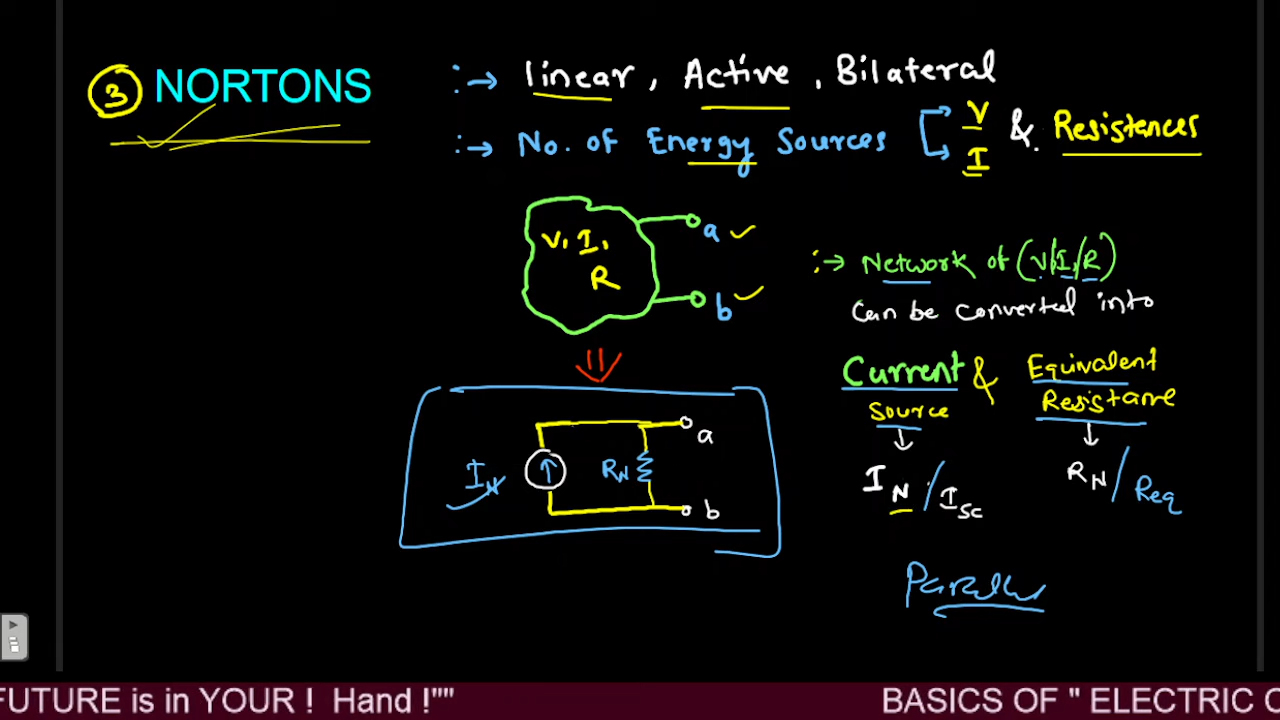 3 NORTONS
:→ linear, Active, Bilateral
:→ No. of Energy Sources V I & Resistances
V, I, R
a
b
:→ Network of (V/I/R)
Can be converted into
Current & Equivalent
Source Resistance
IN / Isc RN / Req
IN RN
a
b
Parallel
FUTURE is in YOUR ! Hand !"" BASICS OF " ELECTRIC C